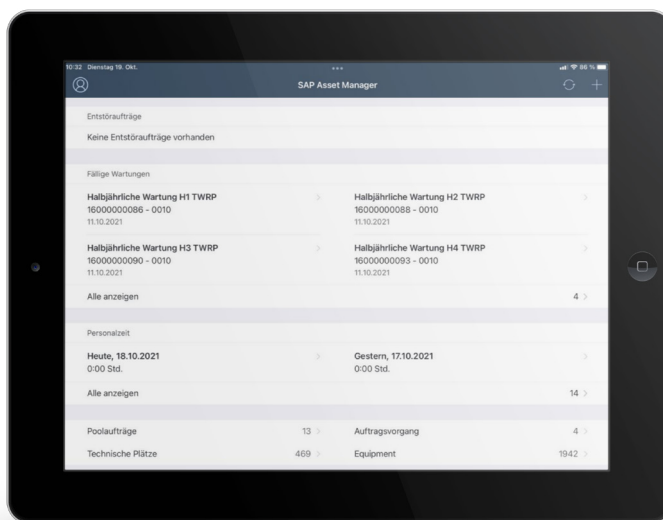 10:32 Dienstag 19. Okt.
86 %
SAP Asset Manager
Entstöraufträge
Keine Entstöraufträge vorhanden
Fällige Wartungen
Halbjährliche Wartung H1 TWRP
16000000086 - 0010
11.10.2021
Halbjährliche Wartung H2 TWRP
16000000088 - 0010
11.10.2021
Halbjährliche Wartung H3 TWRP
16000000090 - 0010
11.10.2021
Halbjährliche Wartung H4 TWRP
16000000093 - 0010
11.10.2021
Alle anzeigen 4
Personalzeit
Heute, 18.10.2021
0:00 Std.
Gestern, 17.10.2021
0:00 Std.
Alle anzeigen 14
Poolaufträge 13
Auftragsvorgang 4
Technische Plätze 469
Equipment 1942